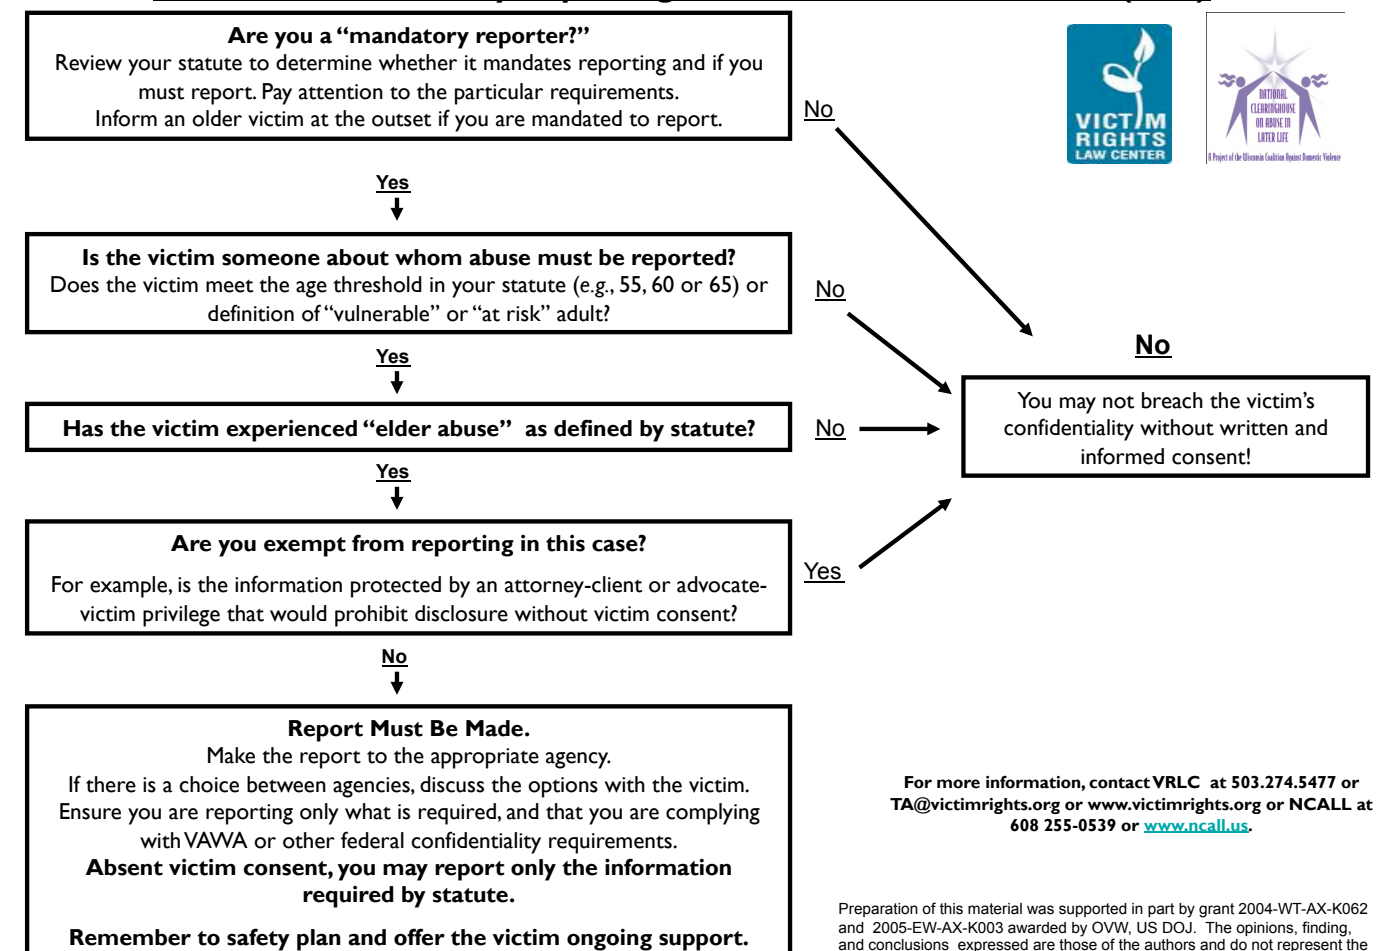 Are you a “mandatory reporter?”
Review your statute to determine whether it mandates reporting and if you
must report. Pay attention to the particular requirements.
Inform an older victim at the outset if you are mandated to report.
No
VICTIM
RIGHTS
LAW CENTER
NATIONAL
CLEARINGHOUSE
ON ABUSE IN
LATER LIFE
A Project of the Wisconsin Coalition Against Domestic Violence
Yes
Is the victim someone about whom abuse must be reported?
Does the victim meet the age threshold in your statute (e.g., 55, 60 or 65) or
definition of “vulnerable” or “at risk” adult?
No
Yes
No
You may not breach the victim’s
confidentiality without written and
informed consent!
Has the victim experienced “elder abuse” as defined by statute?
No
Yes
Are you exempt from reporting in this case?
For example, is the information protected by an attorney-client or advocate-
victim privilege that would prohibit disclosure without victim consent?
Yes
No
Report Must Be Made.
Make the report to the appropriate agency.
If there is a choice between agencies, discuss the options with the victim.
Ensure you are reporting only what is required, and that you are complying
with VAWA or other federal confidentiality requirements.
Absent victim consent, you may report only the information
required by statute.
Remember to safety plan and offer the victim ongoing support.
For more information, contact VRLC at 503.274.5477 or
TA@victimrights.org or www.victimrights.org or NCALL at
608 255-0539 or www.ncall.us.
Preparation of this material was supported in part by grant 2004-WT-AX-K062
and 2005-EW-AX-K003 awarded by OVW, US DOJ. The opinions, finding,
and conclusions expressed are those of the authors and do not represent the